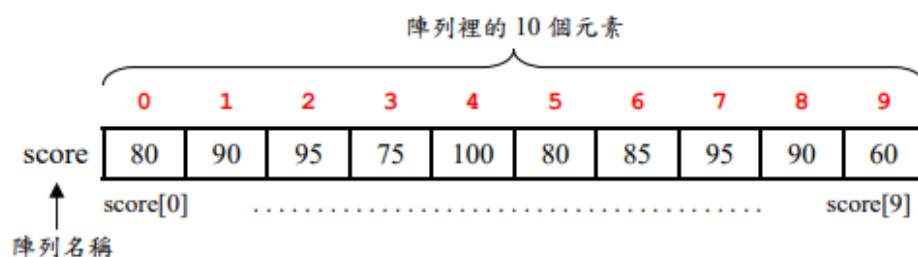 陣列裡的 10 個元素
0 1 2 3 4 5 6 7 8 9
score 80 90 95 75 100 80 85 95 90 60
score[0] ........................................ score[9]
陣列名稱